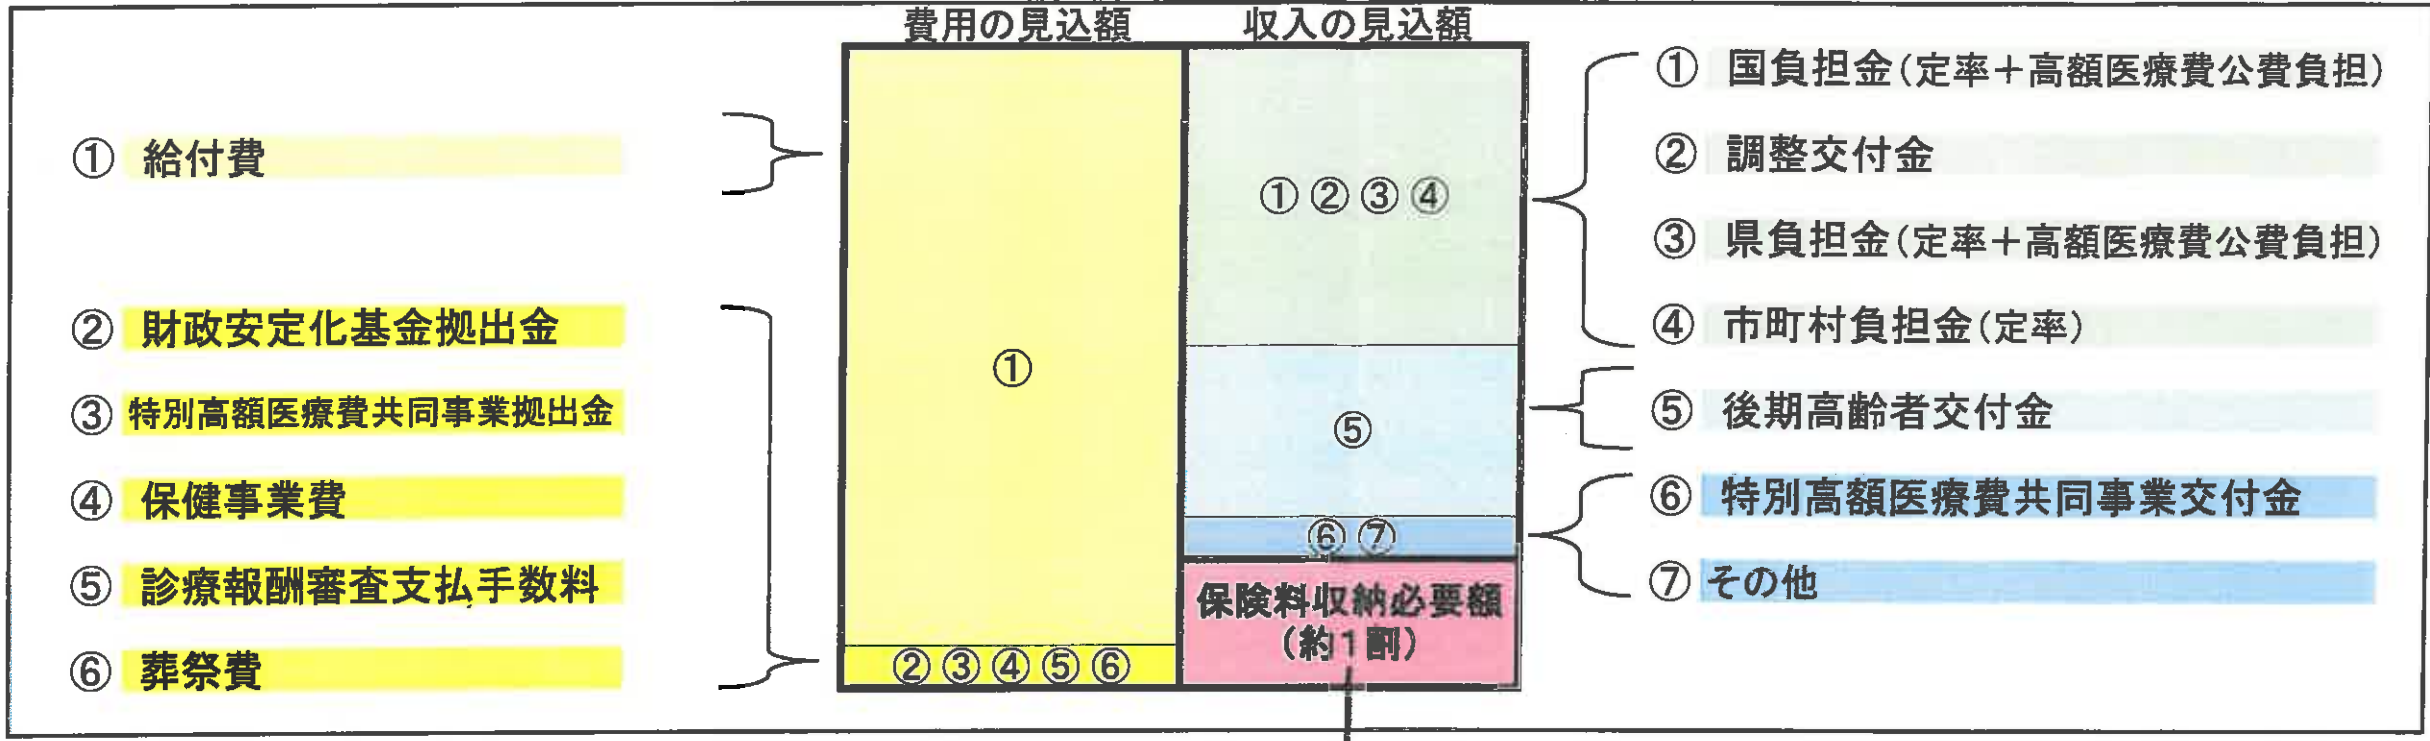 費用の見込額
収入の見込額
① 給付費
② 財政安定化基金拠出金
③ 特別高額医療費共同事業拠出金
④ 保健事業費
⑤ 診療報酬審査支払手数料
⑥ 葬祭費
①
②③④⑤⑥
①②③④
⑤
⑥⑦
保険料収納必要額
(約1割)
① 国負担金(定率+高額医療費公費負担)
② 調整交付金
③ 県負担金(定率+高額医療費公費負担)
④ 市町村負担金(定率)
⑤ 後期高齢者交付金
⑥ 特別高額医療費共同事業交付金
⑦ その他